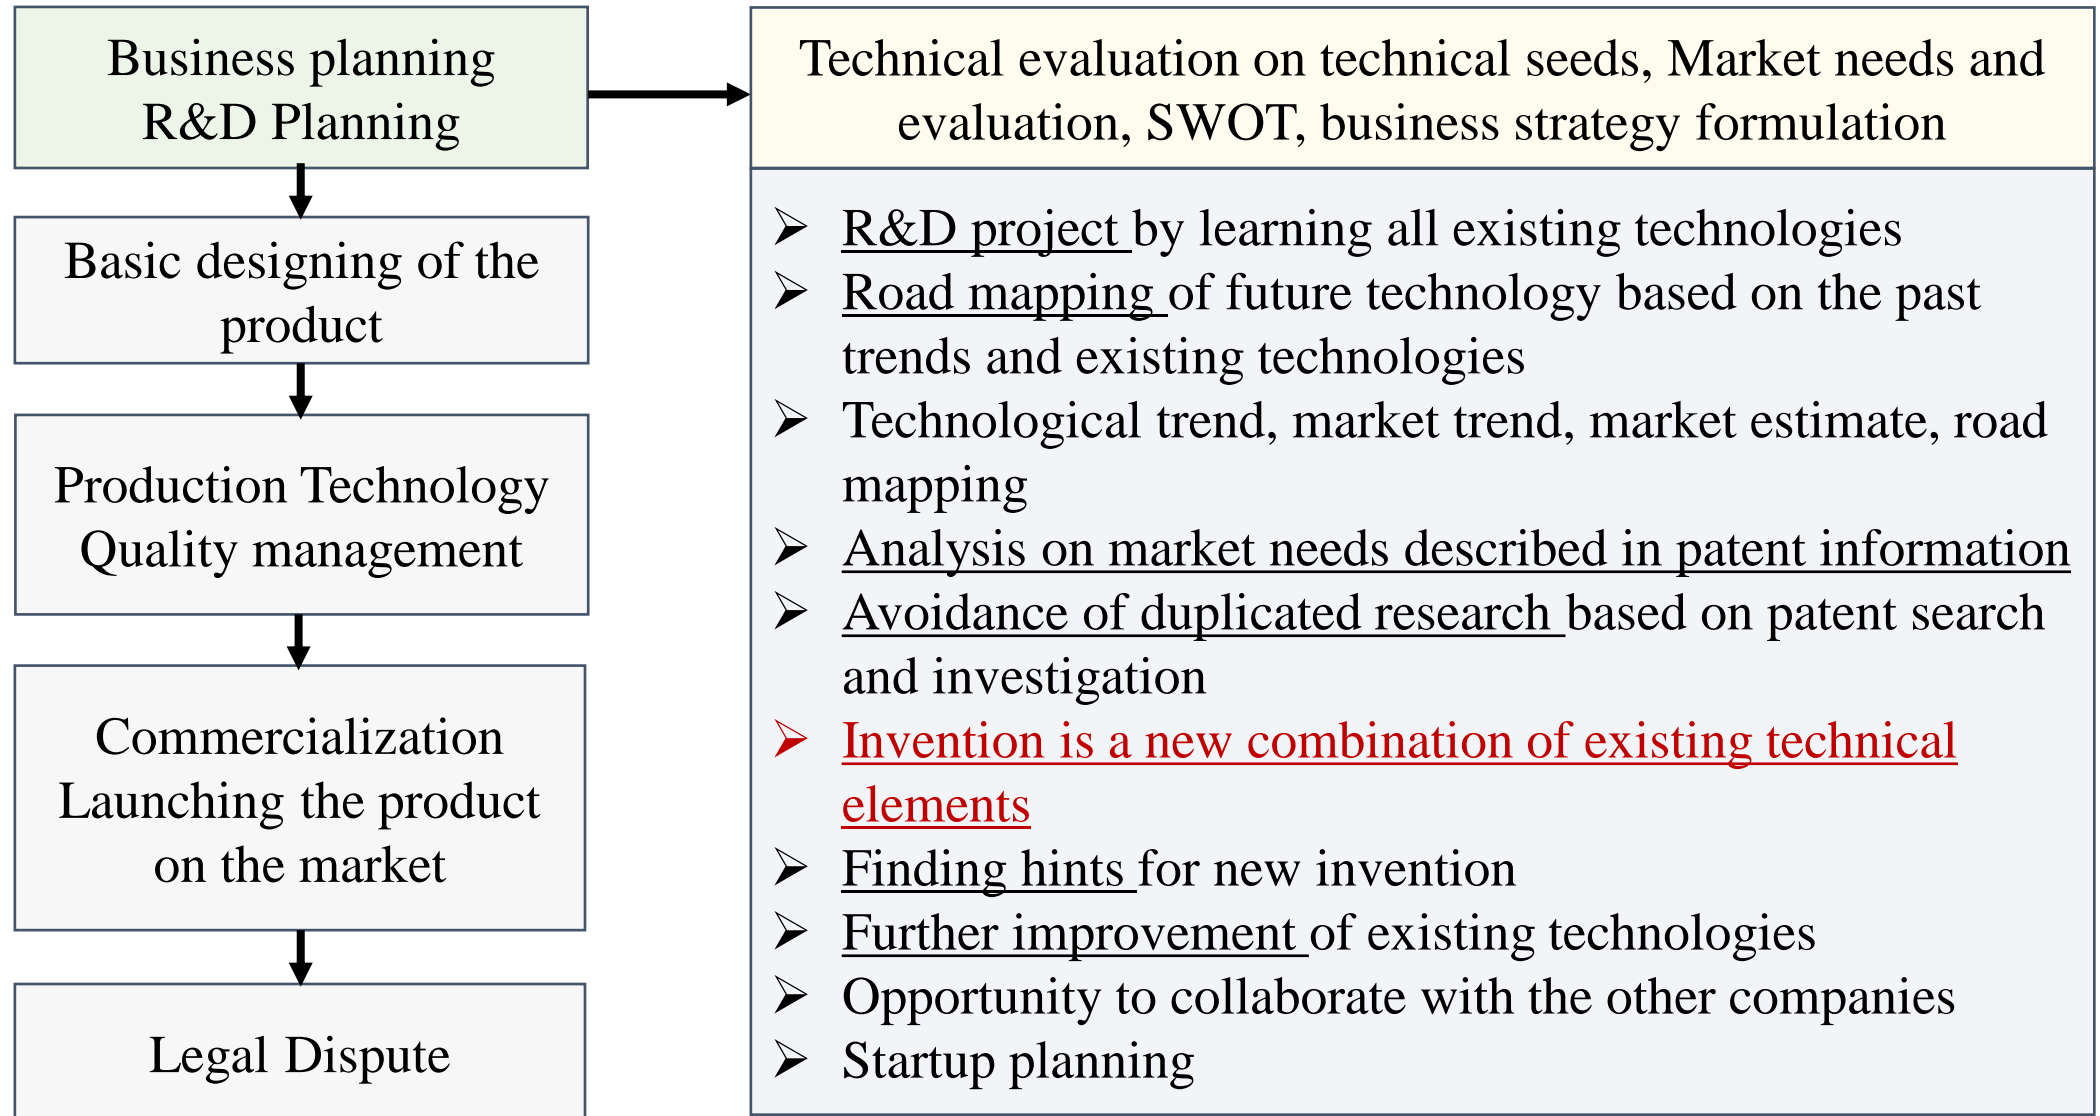 Business planning
R&D Planning
Basic designing of the
product
Production Technology
Quality management
Commercialization
Launching the product
on the market
Legal Dispute
Technical evaluation on technical seeds, Market needs and
evaluation, SWOT, business strategy formulation
➢ R&D project by learning all existing technologies
➢ Road mapping of future technology based on the past
trends and existing technologies
➢ Technological trend, market trend, market estimate, road
mapping
➢ Analysis on market needs described in patent information
➢ Avoidance of duplicated research based on patent search
and investigation
➢ Invention is a new combination of existing technical
elements
➢ Finding hints for new invention
➢ Further improvement of existing technologies
➢ Opportunity to collaborate with the other companies
➢ Startup planning